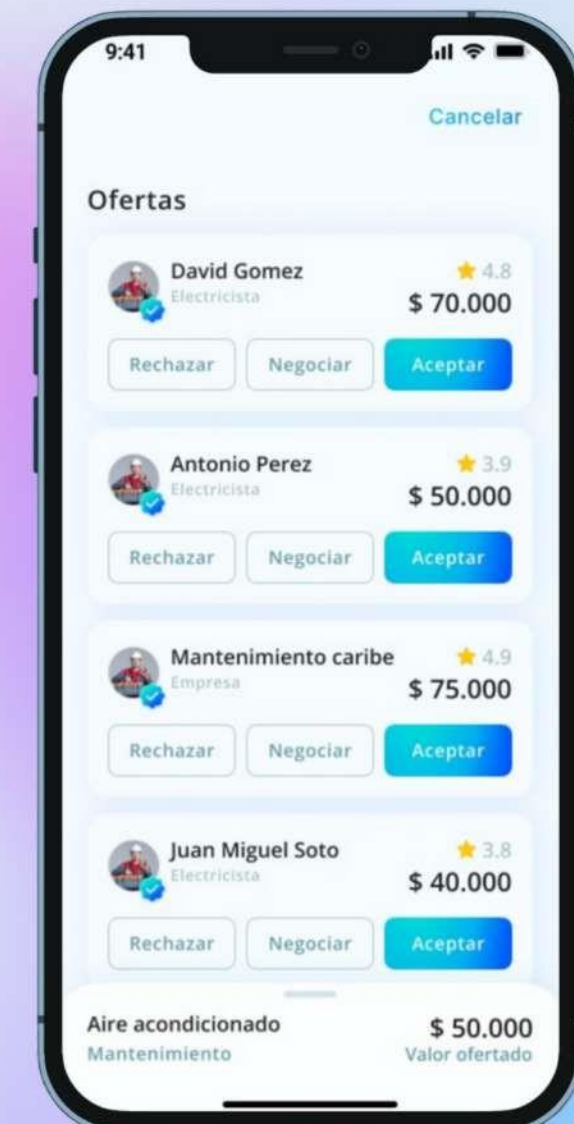 9:41
Cancelar
Ofertas
David Gomez 4.8
Electricista $ 70.000
Rechazar Negociar Aceptar
Antonio Perez 3.9
Electricista $ 50.000
Rechazar Negociar Aceptar
Mantenimiento caribe 4.9
Empresa $ 75.000
Rechazar Negociar Aceptar
Juan Miguel Soto 3.8
Electricista $ 40.000
Rechazar Negociar Aceptar
Aire acondicionado $ 50.000
Mantenimiento Valor ofertado